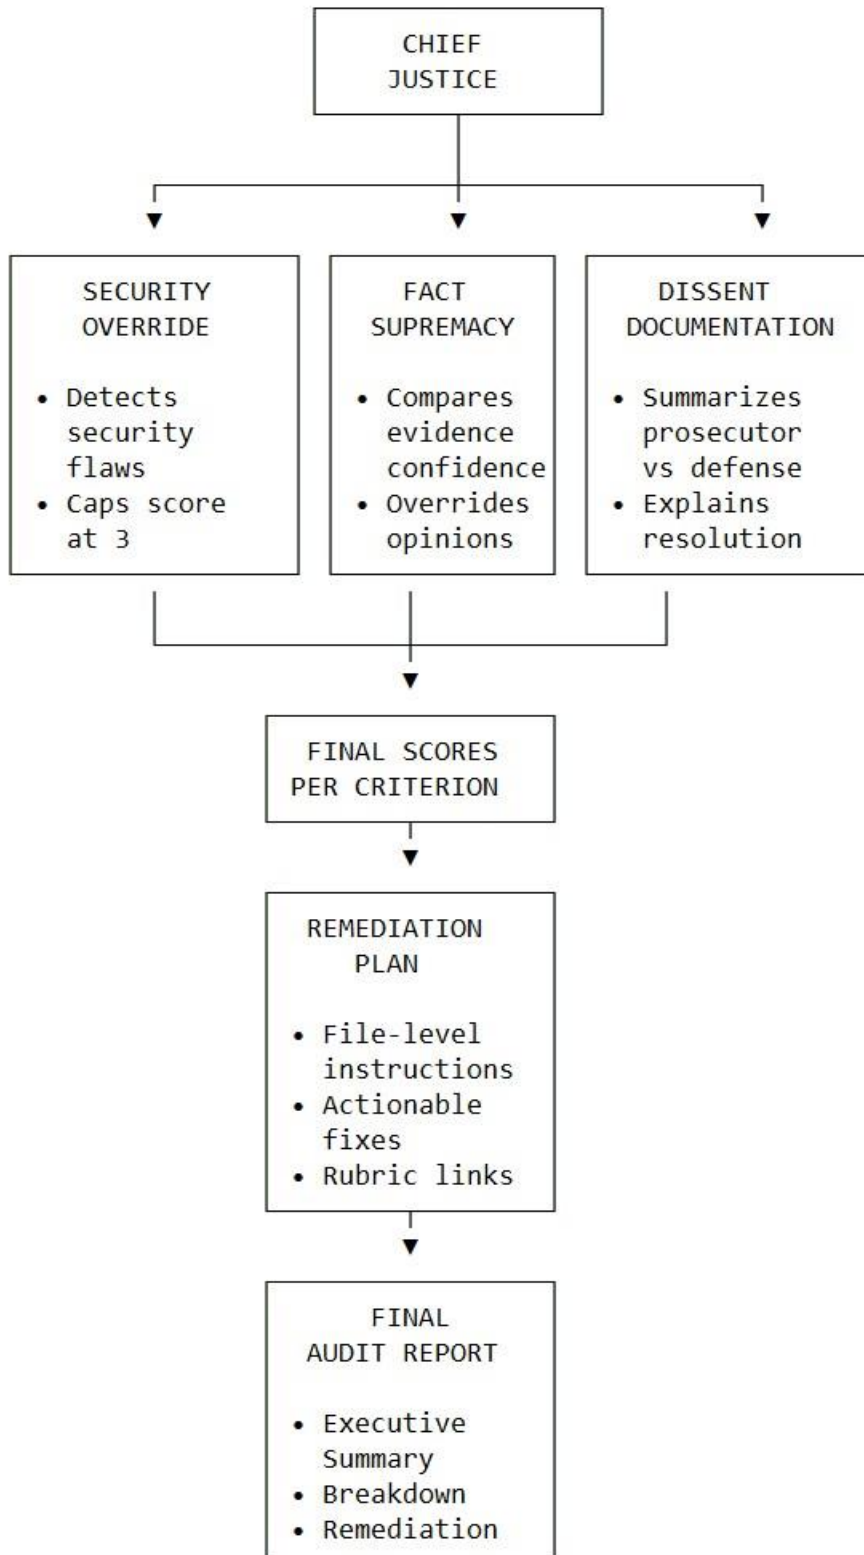 CHIEF
JUSTICE
SECURITY
OVERRIDE
• Detects
security
flaws
• Caps score
at 3
FACT
SUPREMACY
• Compares
evidence
confidence
• Overrides
opinions
DISSENT
DOCUMENTATION
• Summarizes
prosecutor
vs defense
• Explains
resolution
FINAL SCORES
PER CRITERION
REMEDIATION
PLAN
• File-level
instructions
• Actionable
fixes
• Rubric links
FINAL
AUDIT REPORT
• Executive
Summary
• Breakdown
• Remediation